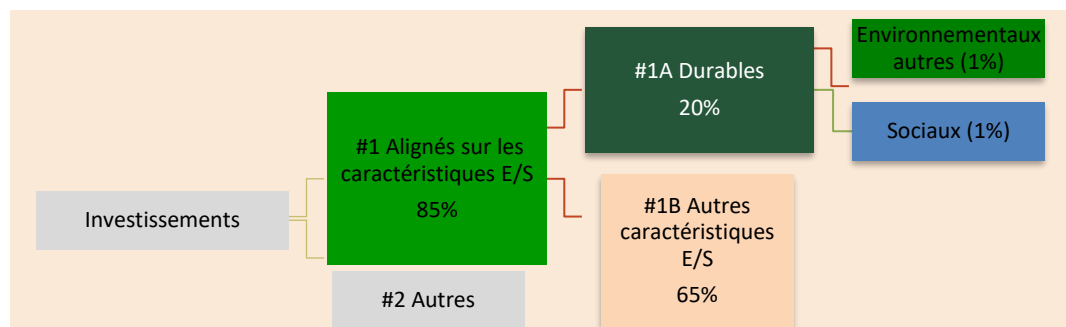 Investissements
#1 Alignés sur les
caractéristiques E/S
85%
#2 Autres
#1A Durables
20%
#1B Autres
caractéristiques
E/S
65%
Environnementaux
autres (1%)
Sociaux (1%)